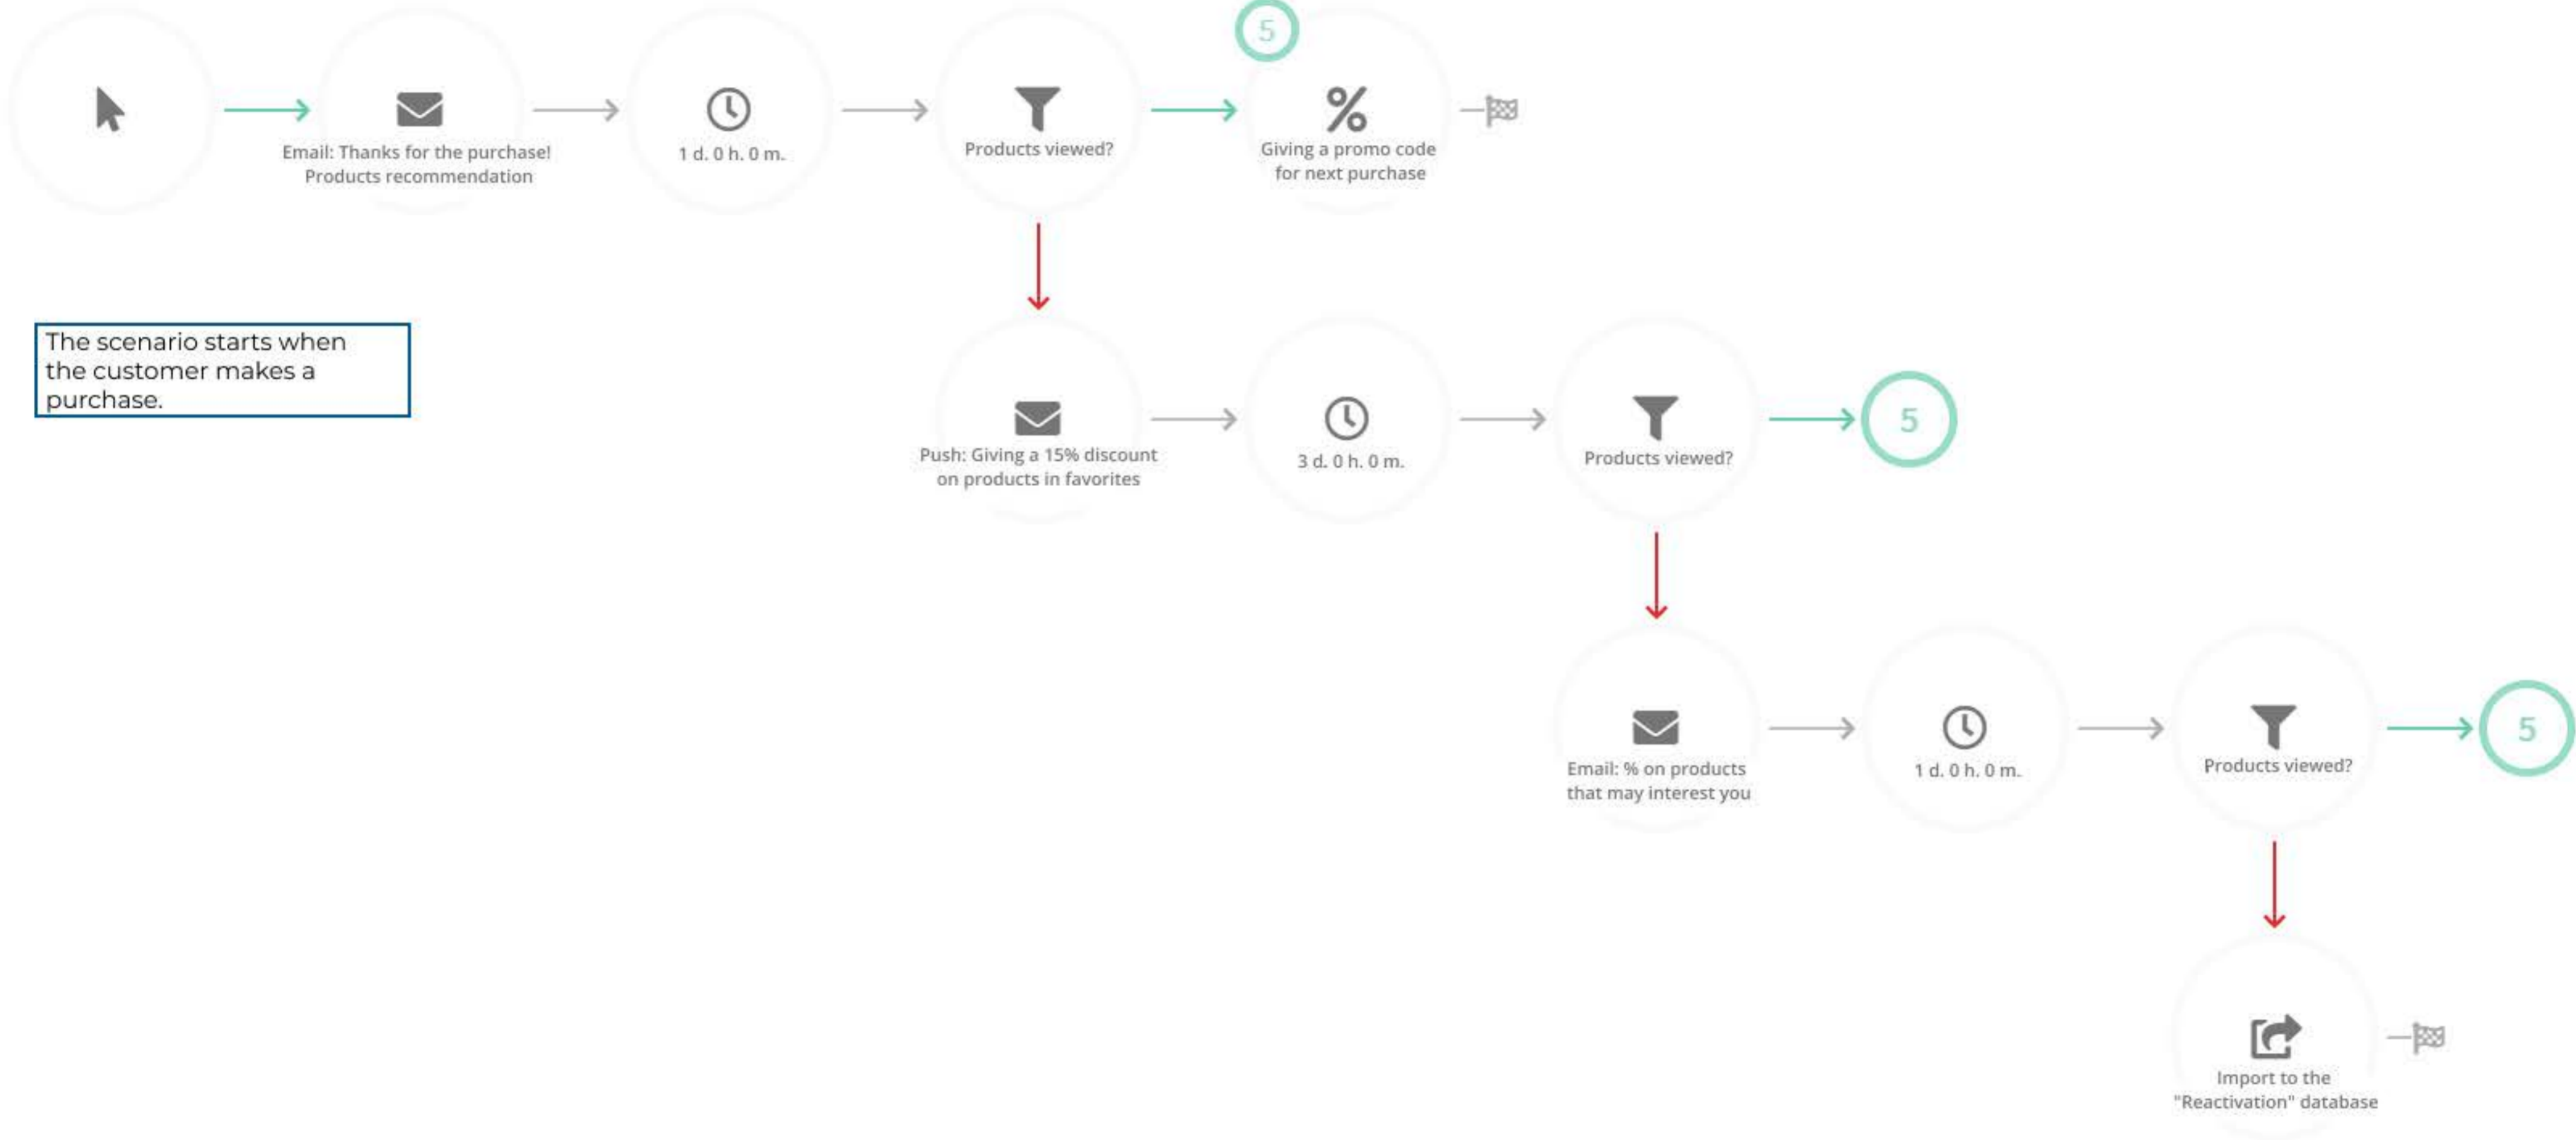 5
Email: Thanks for the purchase!
Products recommendation
1 d. 0 h. 0 m.
Products viewed?
Giving a promo code
for next purchase
The scenario starts when
the customer makes a
purchase.
Push: Giving a 15% discount
on products in favorites
3 d. 0 h. 0 m.
Products viewed?
5
Email: % on products
that may interest you
1 d. 0 h. 0 m.
Products viewed?
5
Import to the
"Reactivation" database